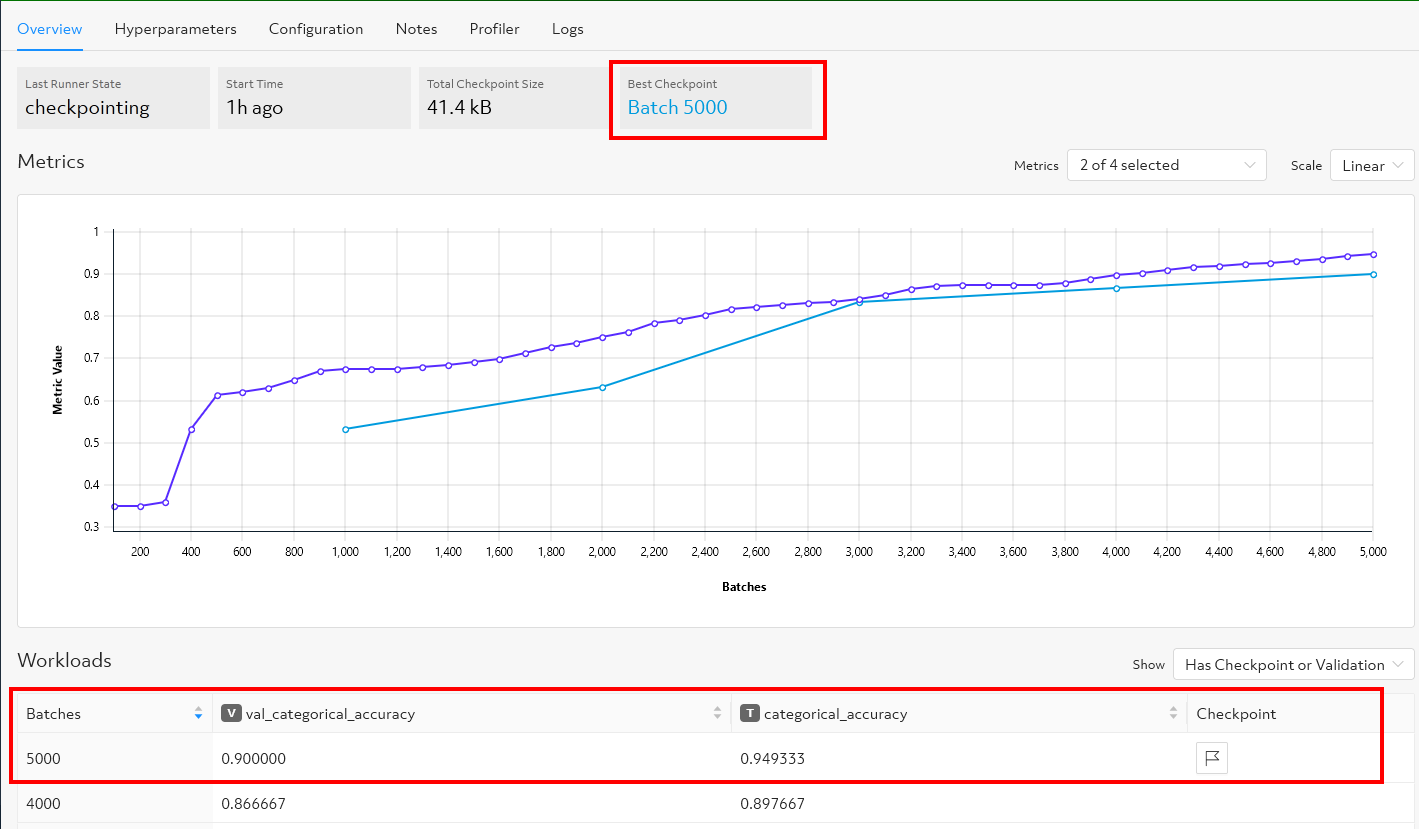 Overview Hyperparameters Configuration Notes Profiler Logs
Last Runner State Start Time Total Checkpoint Size Best Checkpoint
checkpointing 1h ago 41.4 kB Batch 5000
Metrics
Metrics 2 of 4 selected Scale Linear
1
0.9
0.8
0.7
0.6
0.5
0.4
0.3
Metric Value
200 400 600 800 1,000 1,200 1,400 1,600 1,800 2,000 2,200 2,400 2,600 2,800 3,000 3,200 3,400 3,600 3,800 4,000 4,200 4,400 4,600 4,800 5,000
Batches
Workloads
Show Has Checkpoint or Validation
Batches V val_categorical_accuracy T categorical_accuracy Checkpoint
5000 0.900000 0.949333
4000 0.866667 0.897667